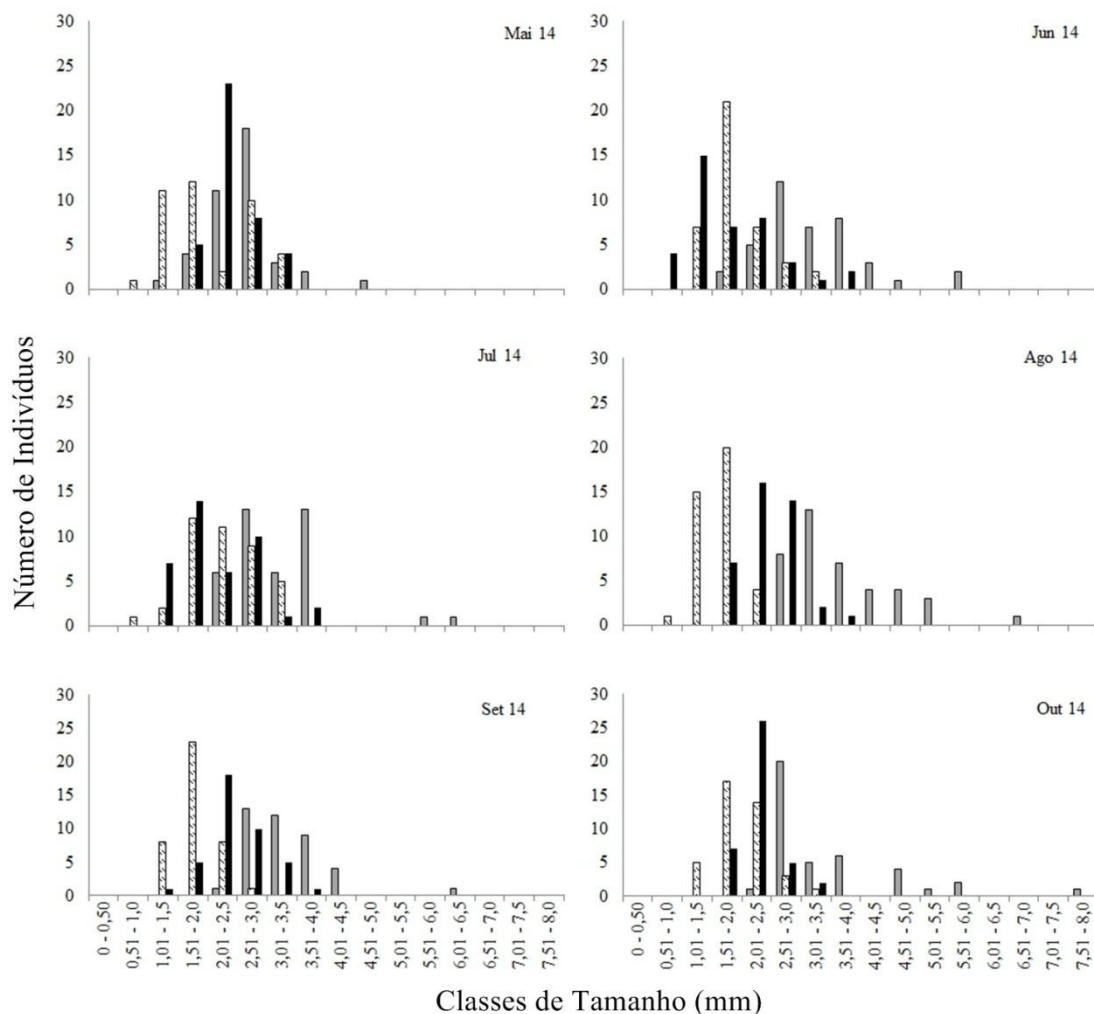 Mai 14
30
25
20
15
10
5
0
Jun 14
30
25
20
15
10
5
0
Número de Indivíduos
Jul 14
30
25
20
15
10
5
0
Ago 14
30
25
20
15
10
5
0
Set 14
30
25
20
15
10
5
0
0 - 0,50
0,51 - 1,0
1,01 - 1,5
1,51 - 2,0
2,01 - 2,5
2,51 - 3,0
3,01 - 3,5
3,51 - 4,0
4,01 - 4,5
4,51 - 5,0
5,01 - 5,5
5,51 - 6,0
6,01 - 6,5
6,51 - 7,0
7,01 - 7,5
7,51 - 8,0
Out 14
30
25
20
15
10
5
0
0 - 0,50
0,51 - 1,0
1,01 - 1,5
1,51 - 2,0
2,01 - 2,5
2,51 - 3,0
3,01 - 3,5
3,51 - 4,0
4,01 - 4,5
4,51 - 5,0
5,01 - 5,5
5,51 - 6,0
6,01 - 6,5
6,51 - 7,0
7,01 - 7,5
7,51 - 8,0
Classes de Tamanho (mm)